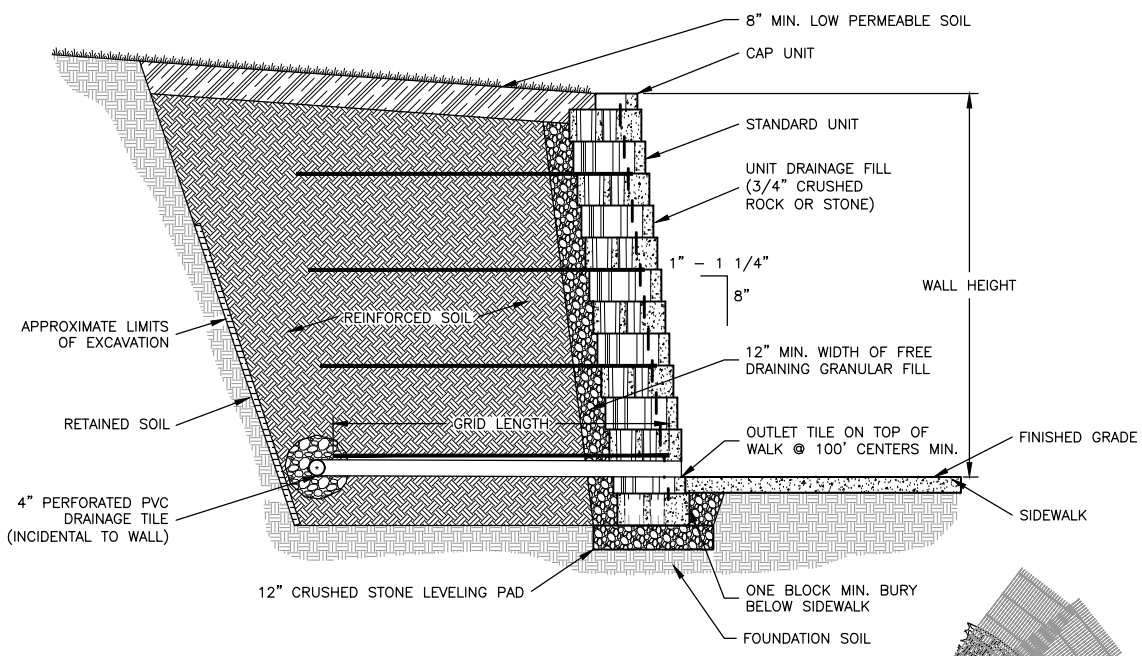 8" MIN. LOW PERMEABLE SOIL
CAP UNIT
STANDARD UNIT
UNIT DRAINAGE FILL
(3/4" CRUSHED
ROCK OR STONE)
1" - 1 1/4"
8"
WALL HEIGHT
REINFORCED SOIL
APPROXIMATE LIMITS
OF EXCAVATION
12" MIN. WIDTH OF FREE
DRAINING GRANULAR FILL
RETAINED SOIL
GRID LENGTH
OUTLET TILE ON TOP OF
WALK @ 100' CENTERS MIN.
FINISHED GRADE
4" PERFORATED PVC
DRAINAGE TILE
(INCIDENTAL TO WALL)
SIDEWALK
12" CRUSHED STONE LEVELING PAD
ONE BLOCK MIN. BURY
BELOW SIDEWALK
FOUNDATION SOIL